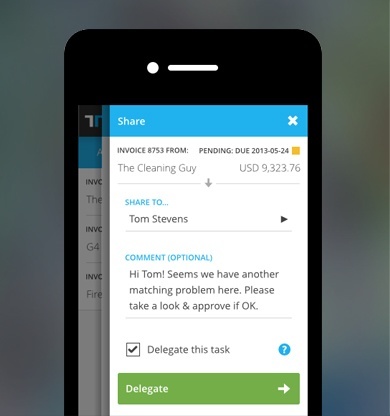 Share
INVOICE 8753 FROM: PENDING: DUE 2013-05-24
The Cleaning Guy USD 9,323.76
SHARE TO...
Tom Stevens
COMMENT (OPTIONAL)
Hi Tom! Seems we have another
matching problem here. Please
take a look & approve if OK.
Delegate this task ?
Delegate
INVO
The
INVO
G4
INVO
Fire